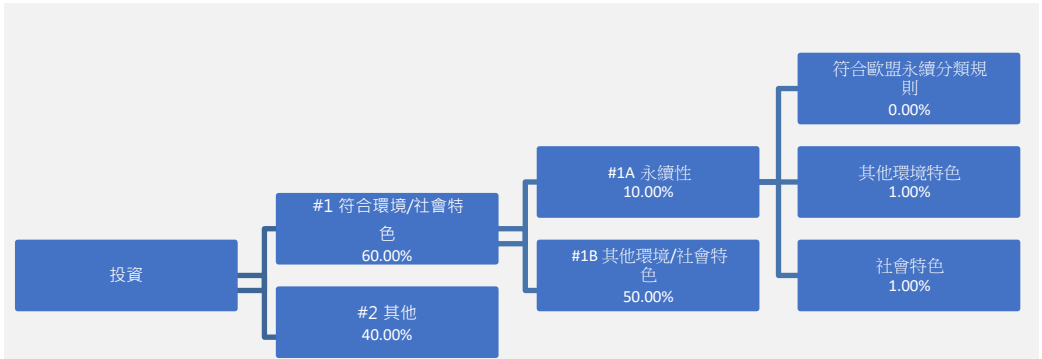 投資
#1 符合環境/社會特
色
60.00%
#2 其他
40.00%
#1A 永續性
10.00%
#1B 其他環境/社會特
色
50.00%
符合歐盟永續分類規
則
0.00%
其他環境特色
1.00%
社會特色
1.00%